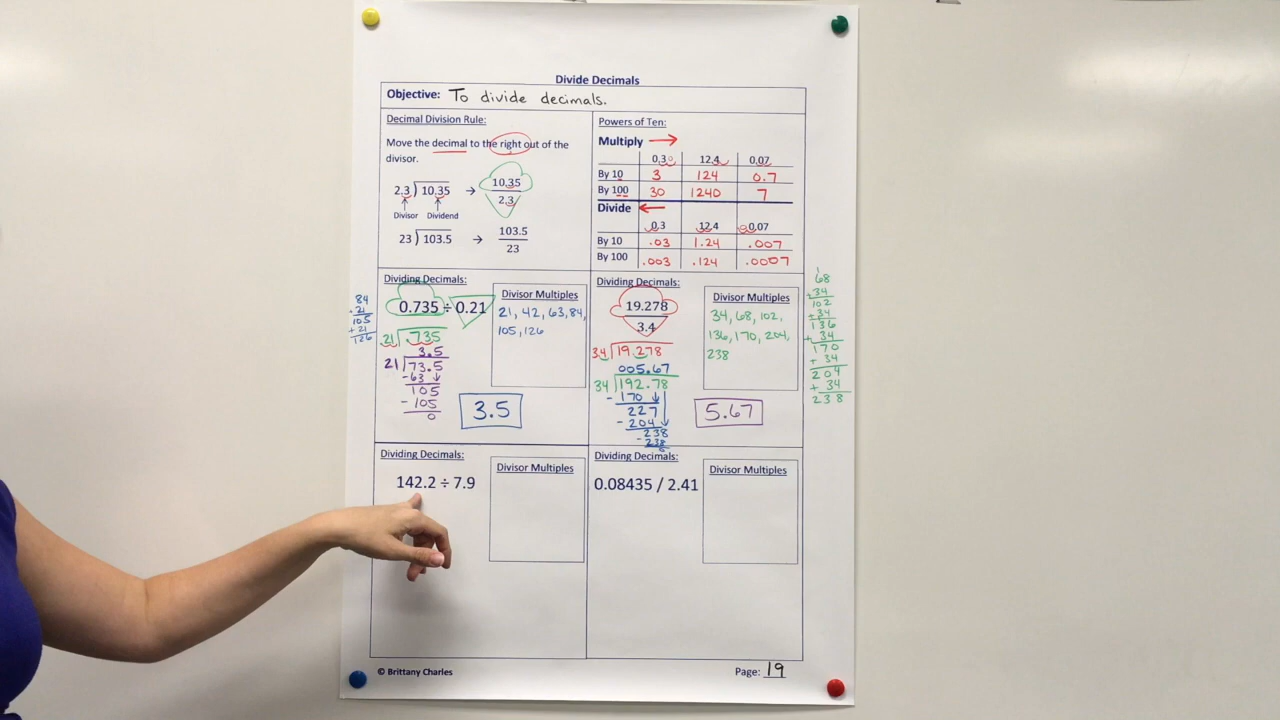 Divide Decimals
Objective: To divide decimals.
Decimal Division Rule:
Move the decimal to the right out of the
divisor.
2.3 10.35 → 10.35
2.3
Divisor Dividend
23 103.5 → 103.5
23
Powers of Ten:
Multiply →
0.3 12.4 0.07
By 10 3 124 0.7
By 100 30 1240 7
Divide ←
0.3 12.4 0.07
By 10 .03 1.24 .007
By 100 .003 .124 .0007
Dividing Decimals:
0.735 ÷ 0.21
.21 .735
3.5
21 73.5
-63 ↓
105
- 105
0
3.5
Divisor Multiples
21, 42, 63, 84,
105, 126
84
+ 21
105
+ 21
126
Dividing Decimals:
19.278
3.4
34 19.278
005.67
34 192.78
- 170 ↓
227
- 204 ↓
238
- 238
0
5.67
Divisor Multiples
34, 68, 102,
136, 170, 204,
238
1
68
+ 34
102
+ 34
136
+ 34
170
+ 34
204
+ 34
238
Dividing Decimals:
142.2 ÷ 7.9
Divisor Multiples
Dividing Decimals:
0.08435 / 2.41
Divisor Multiples
© Brittany Charles
Page: 19